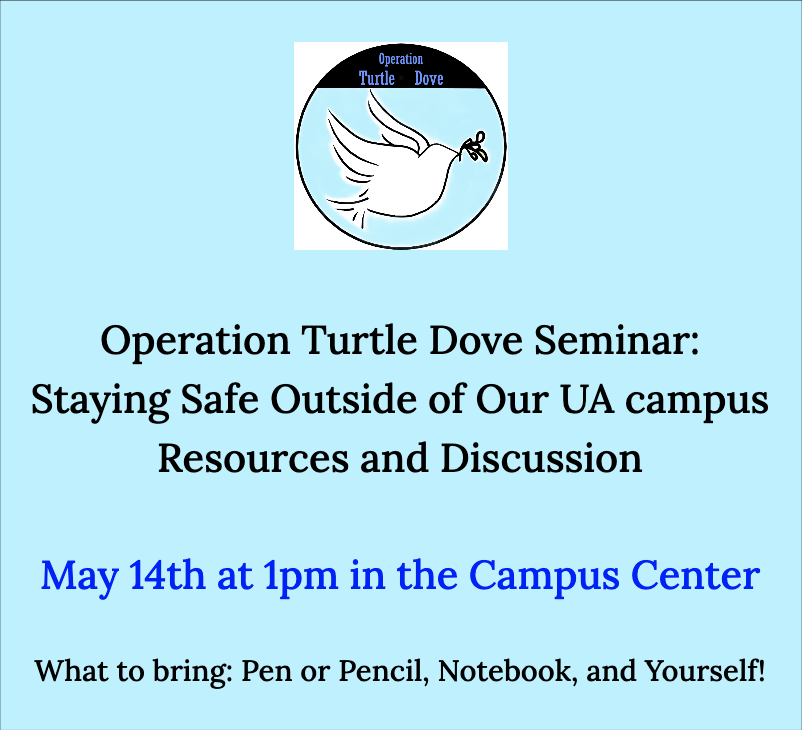 Operation
Turtle Dove
Operation Turtle Dove Seminar:
Staying Safe Outside of Our UA campus
Resources and Discussion
May 14th at 1pm in the Campus Center
What to bring: Pen or Pencil, Notebook, and Yourself!